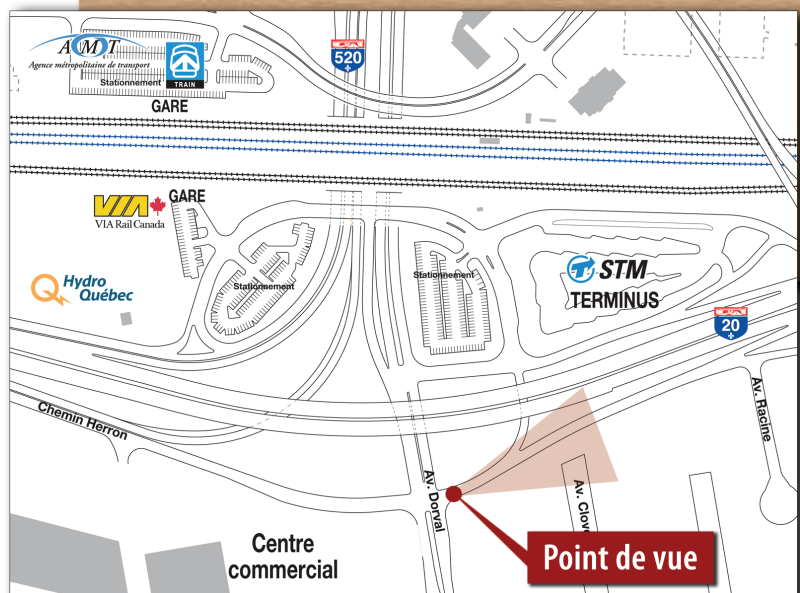 AMT
Agence métropolitaine de transport
Stationnement
TRAIN
GARE
520
VIA
VIA Rail Canada
GARE
Hydro
Québec
Stationnement
Stationnement
STM
TERMINUS
20
Chemin Herron
Av. Dorval
Av. Racine
Av. Clov
Centre
commercial
Point de vue